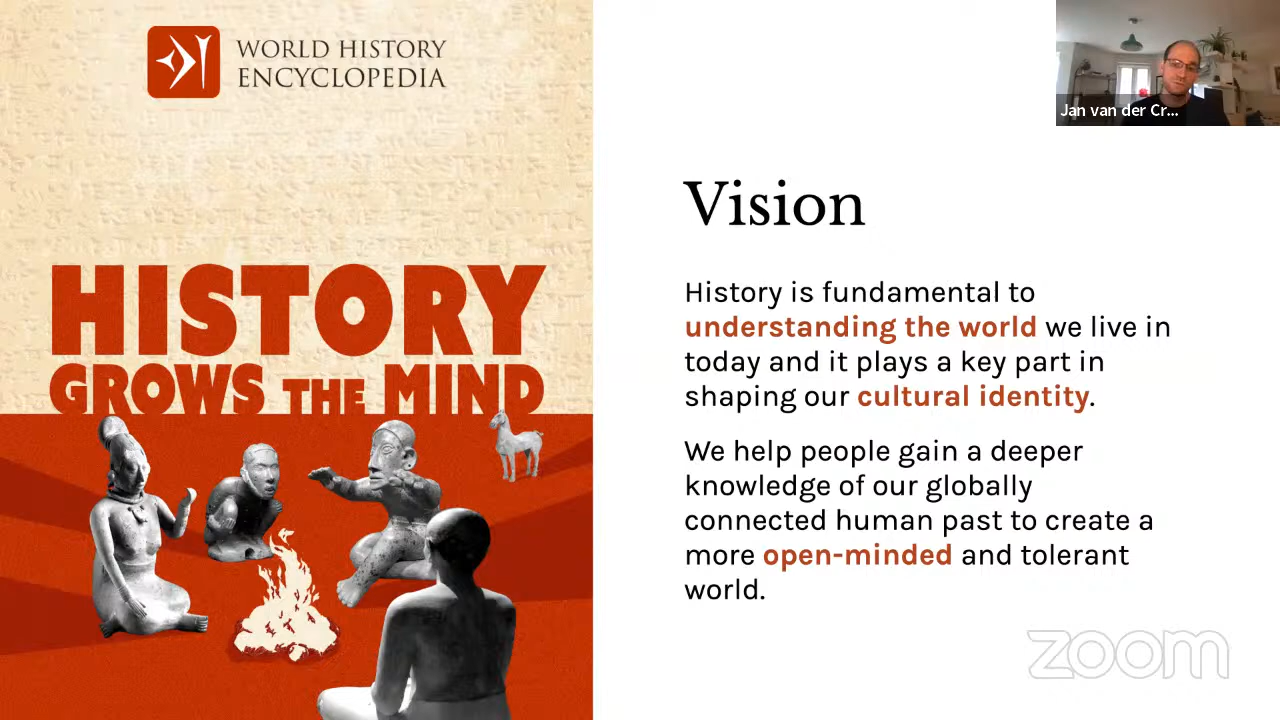 WORLD HISTORY
ENCYCLOPEDIA
HISTORY
GROWS THE MIND
Jan van der Cr...
Vision
History is fundamental to
understanding the world we live in
today and it plays a key part in
shaping our cultural identity.
We help people gain a deeper
knowledge of our globally
connected human past to create a
more open-minded and tolerant
world.
zoom